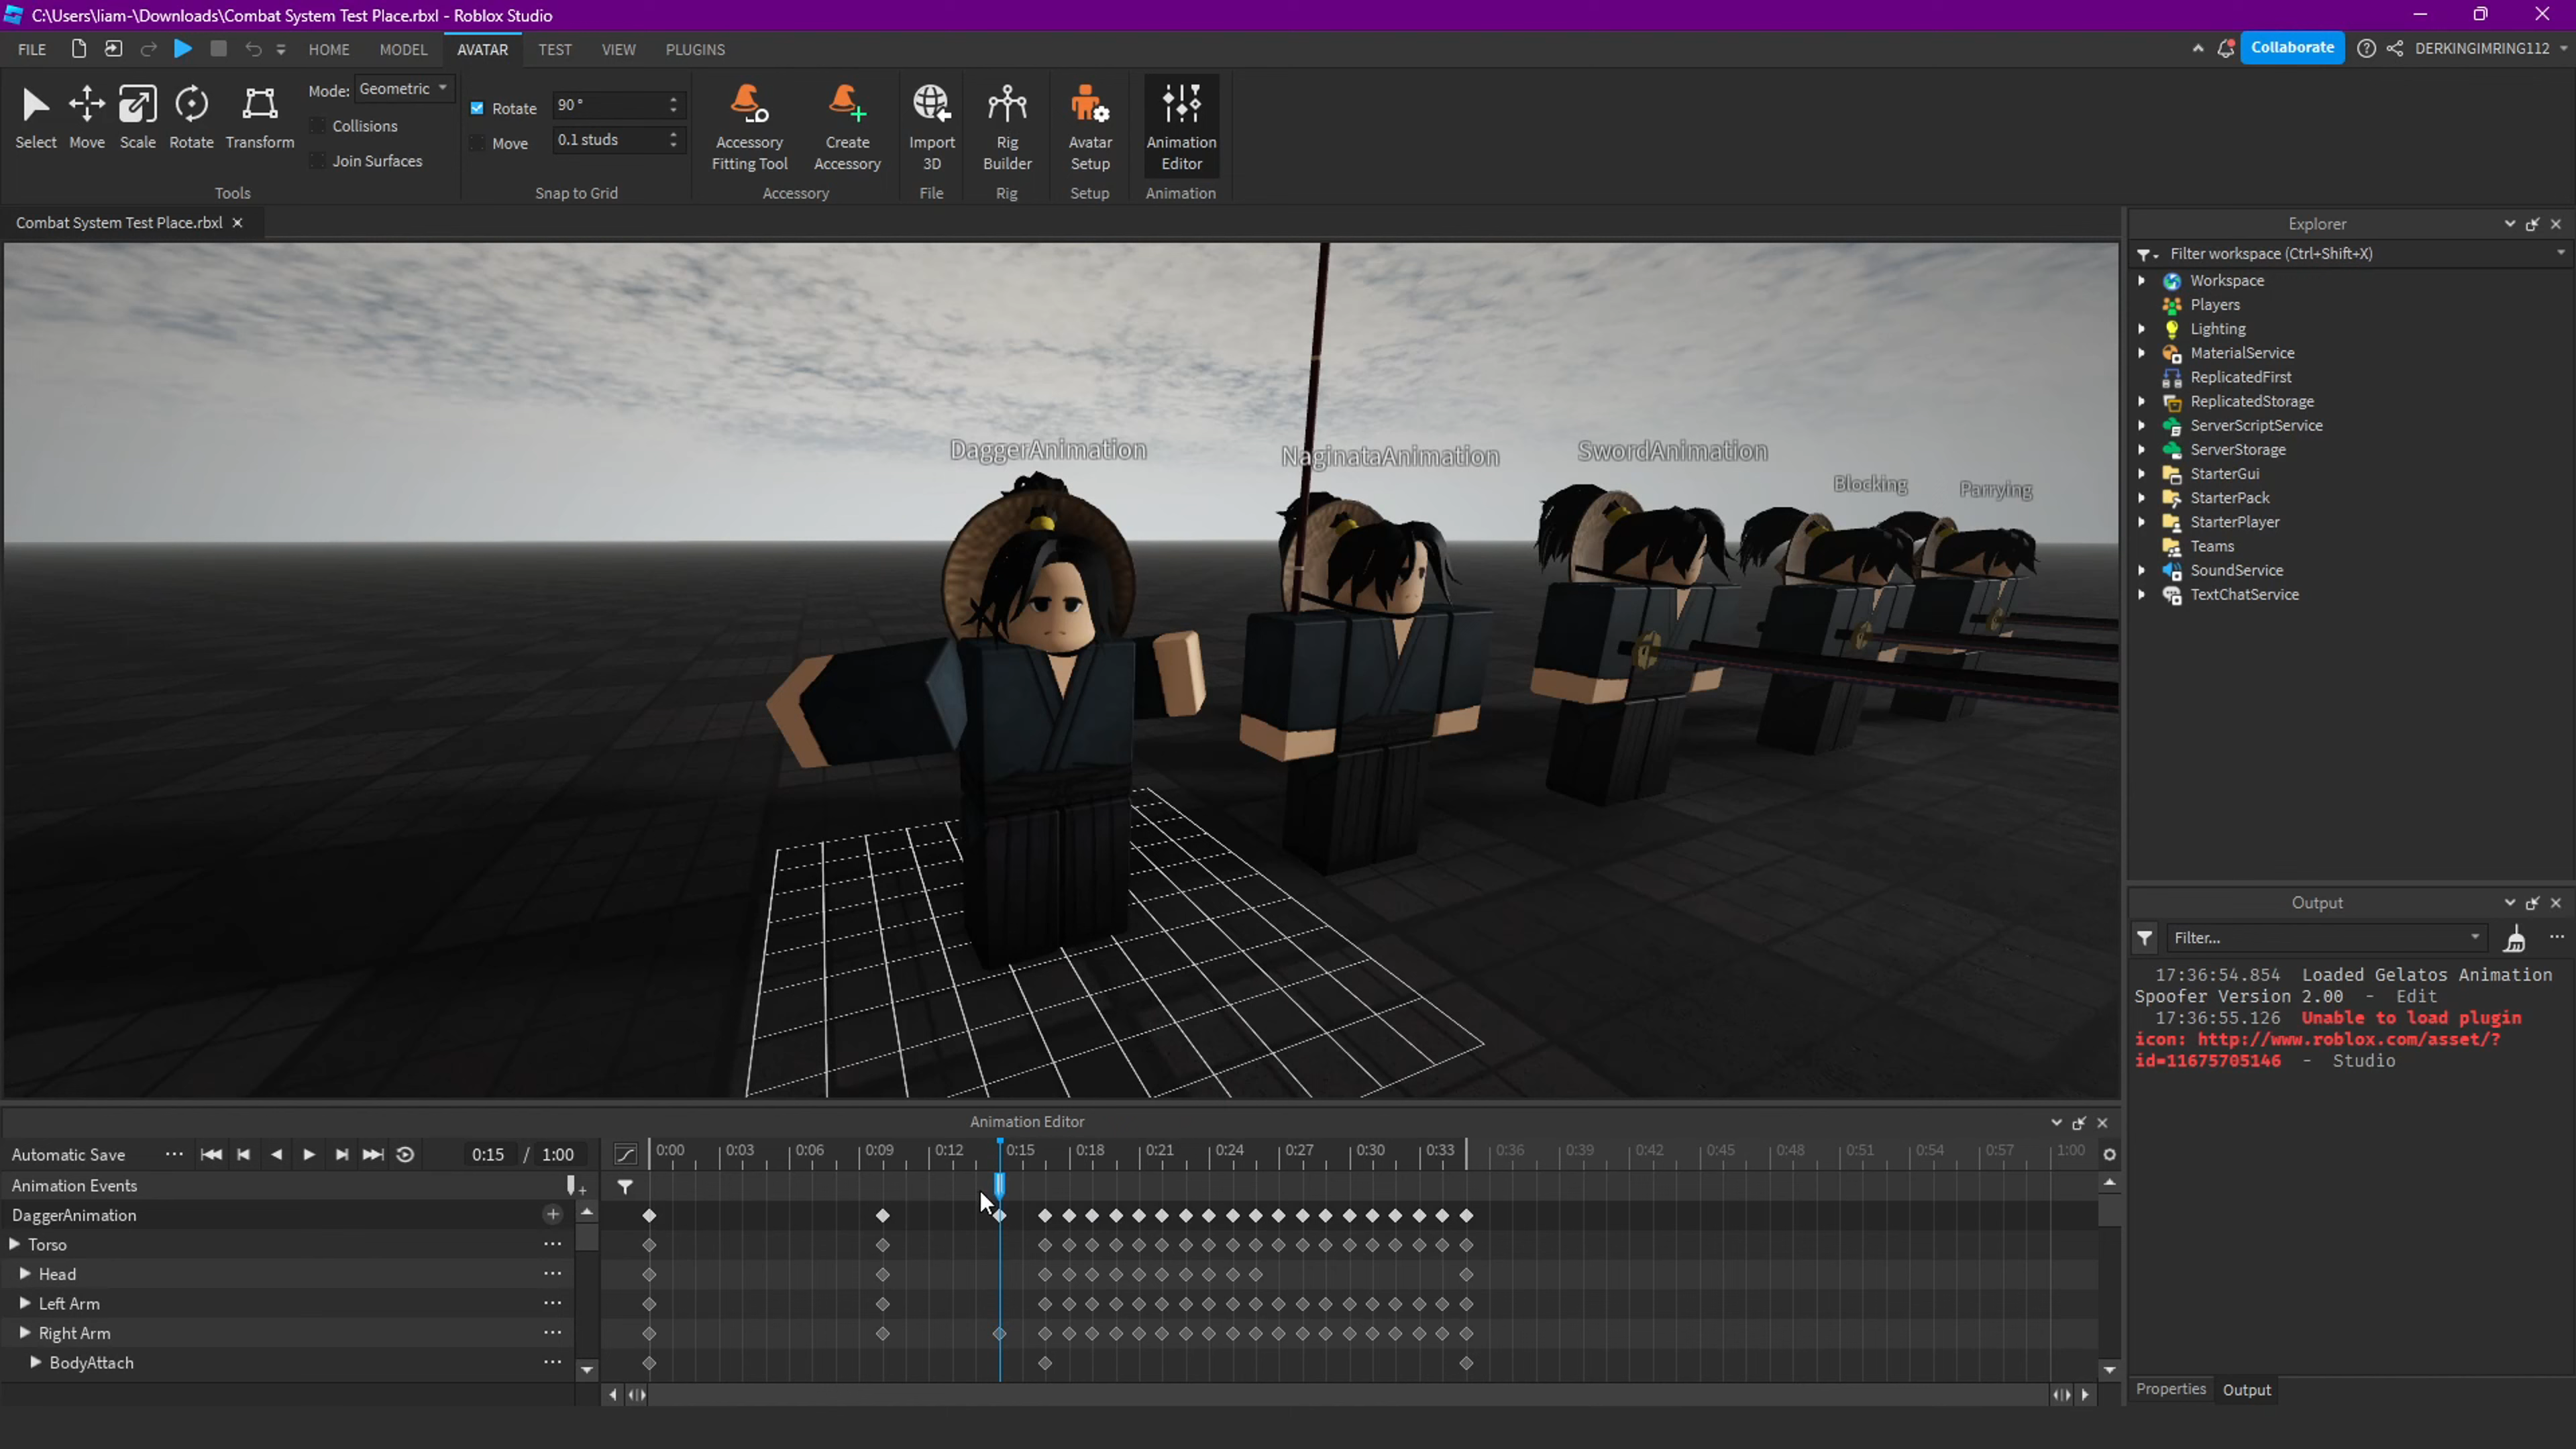 C:\Users\liam-\Downloads\Combat System Test Place.rbxl - Roblox Studio
FILE HOME MODEL AVATAR TEST VIEW PLUGINS Collaborate DERKINGIMRING112
Mode: Geometric
Collisions
Join Surfaces
Select Move Scale Rotate Transform
Tools
Rotate 90°
Move 0.1 studs
Snap to Grid
Accessory Fitting Tool
Create Accessory
Accessory
Import 3D
File
Rig Builder
Rig
Avatar Setup
Setup
Animation Editor
Animation
Combat System Test Place.rbxl
DaggerAnimation
NaginataAnimation
SwordAnimation
Blocking
Parrying
Explorer
Filter workspace (Ctrl+Shift+X)
Workspace
Players
Lighting
MaterialService
ReplicatedFirst
ReplicatedStorage
ServerScriptService
ServerStorage
StarterGui
StarterPack
StarterPlayer
Teams
SoundService
TextChatService
Output
Filter...
17:36:54.854 Loaded Gelatos Animation
Spoofer Version 2.00 - Edit
17:36:55.126 Unable to load plugin
icon: http://www.roblox.com/asset/?
id=11675705146 - Studio
Properties Output
Animation Editor
Automatic Save 0:15 / 1:00
0:00 0:03 0:06 0:09 0:12 0:15 0:18 0:21 0:24 0:27 0:30 0:33 0:36 0:39 0:42 0:45 0:48 0:51 0:54 0:57 1:00
Animation Events
DaggerAnimation
Torso
Head
Left Arm
Right Arm
BodyAttach